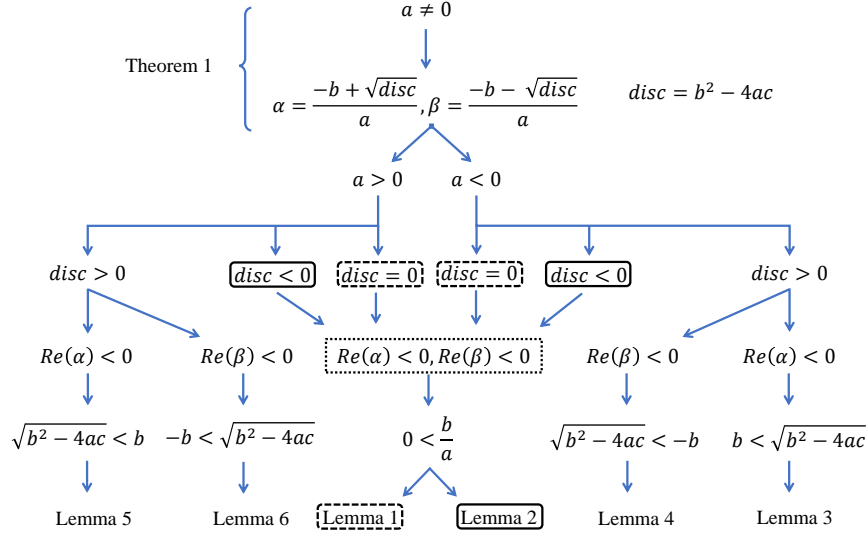 a ≠ 0
Theorem 1
α = (-b + √disc)/a, β = (-b - √disc)/a
disc = b² - 4ac
a > 0 a < 0
disc > 0 disc < 0 disc = 0 disc = 0 disc < 0 disc > 0
Re(α) < 0 Re(β) < 0 Re(α) < 0, Re(β) < 0 Re(β) < 0 Re(α) < 0
√(b² - 4ac) < b -b < √(b² - 4ac) 0 < b/a √(b² - 4ac) < -b b < √(b² - 4ac)
Lemma 5 Lemma 6 Lemma 1 Lemma 2 Lemma 4 Lemma 3